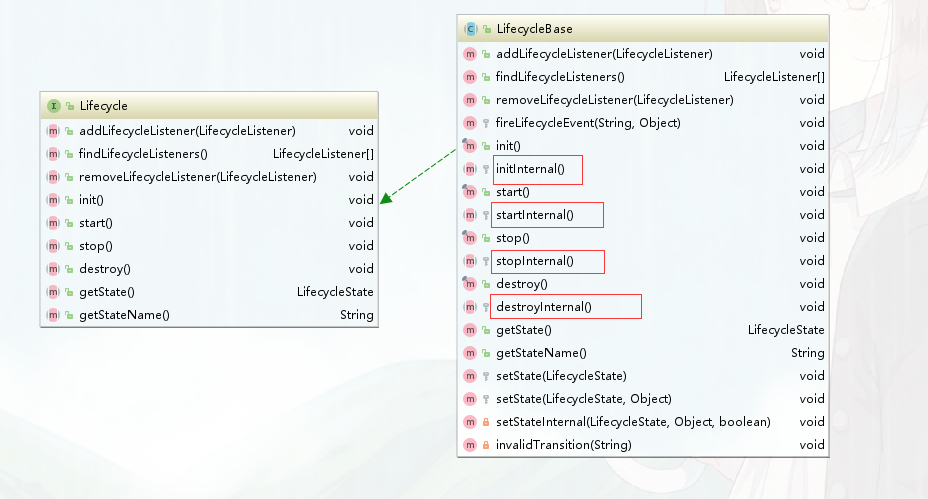 Lifecycle
addLifecycleListener(LifecycleListener) void
findLifecycleListeners() LifecycleListener[]
removeLifecycleListener(LifecycleListener) void
init() void
start() void
stop() void
destroy() void
getState() LifecycleState
getStateName() String
LifecycleBase
addLifecycleListener(LifecycleListener) void
findLifecycleListeners() LifecycleListener[]
removeLifecycleListener(LifecycleListener) void
fireLifecycleEvent(String, Object) void
init() void
initInternal() void
start() void
startInternal() void
stop() void
stopInternal() void
destroy() void
destroyInternal() void
getState() LifecycleState
getStateName() String
setState(LifecycleState) void
setState(LifecycleState, Object) void
setStateInternal(LifecycleState, Object, boolean) void
invalidTransition(String) void